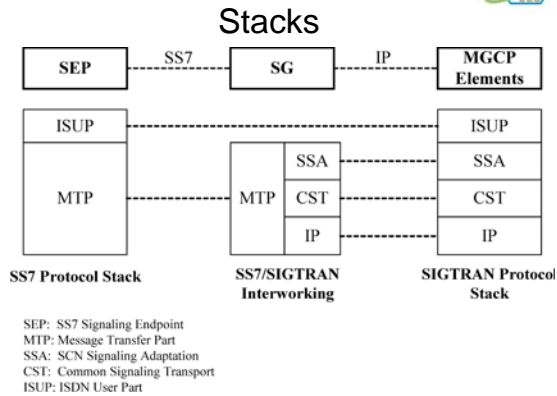 Stacks
SEP
SS7
SG
IP
MGCP
Elements
ISUP
ISUP
MTP
MTP
SSA
SSA
CST
CST
IP
IP
SS7 Protocol Stack
SS7/SIGTRAN
Interworking
SIGTRAN Protocol
Stack
SEP: SS7 Signaling Endpoint
MTP: Message Transfer Part
SSA: SCN Signaling Adaptation
CST: Common Signaling Transport
ISUP: ISDN User Part